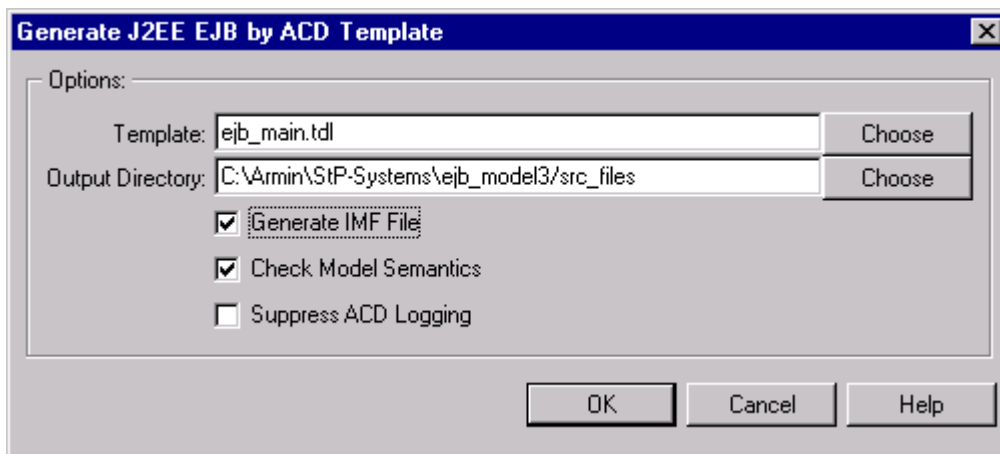 Generate J2EE EJB by ACD Template
Options:
Template: ejb_main.tdl Choose
Output Directory: C:\Armin\StP-Systems\ejb_model3/src_files Choose
Generate IMF File
Check Model Semantics
Suppress ACD Logging
OK Cancel Help